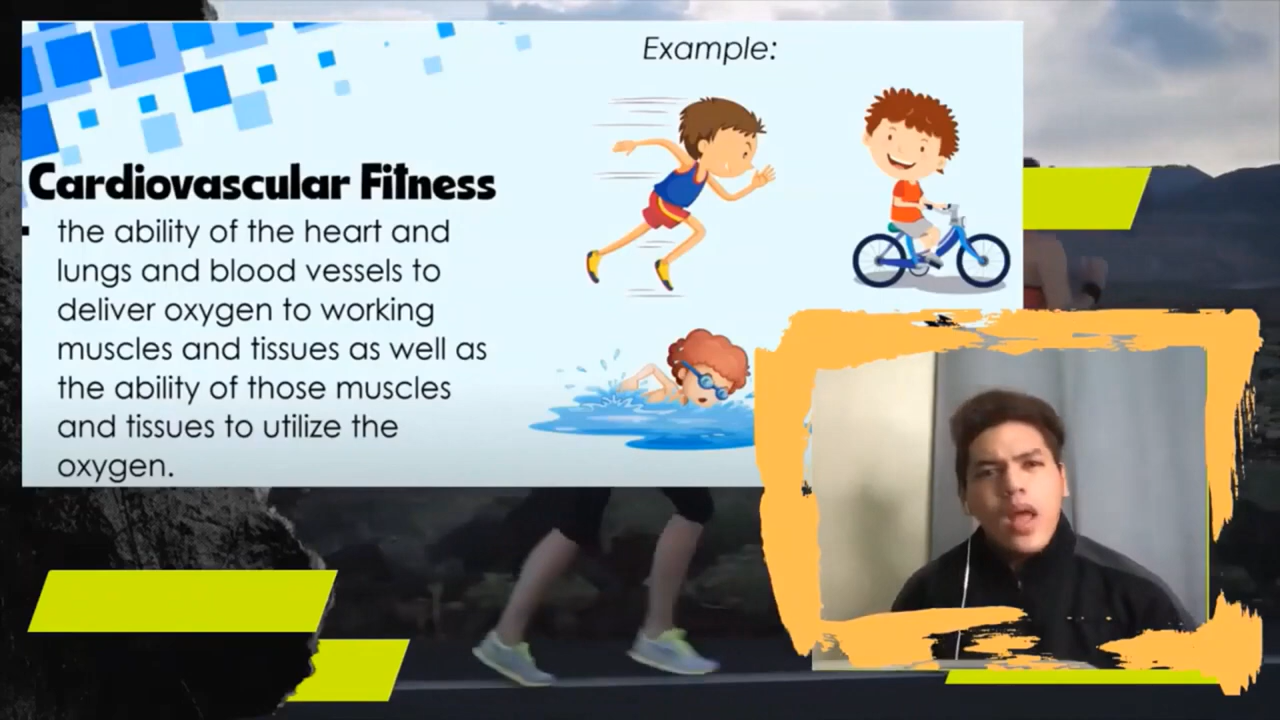 Example:
Cardiovascular Fitness
the ability of the heart and
lungs and blood vessels to
deliver oxygen to working
muscles and tissues as well as
the ability of those muscles
and tissues to utilize the
oxygen.